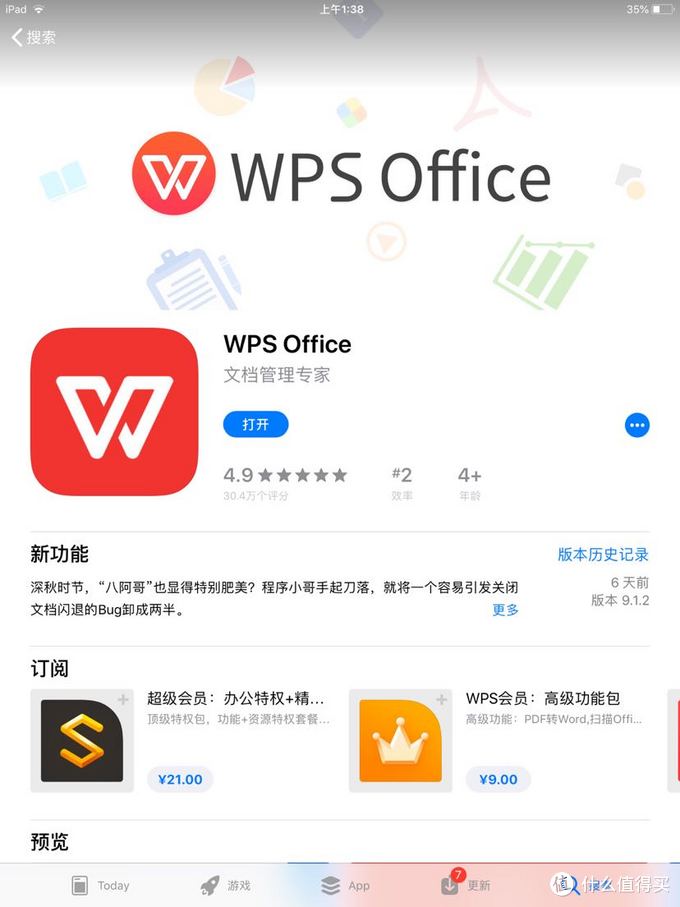 iPad
上午1:38
35%
搜索
WPS Office
WPS Office
文档管理专家
打开
4.9
#2
4+
30.4万个评分
效率
年龄
新功能
版本历史记录
深秋时节，“八阿哥”也显得特别肥美？程序小哥手起刀落，就将一个容易引发关闭
文档闪退的Bug卸成两半。
更多
6 天前
版本 9.1.2
订阅
超级会员：办公特权+精…
顶级特权包，功能+资源特权套餐…
¥21.00
WPS会员：高级功能包
高级功能：PDF转Word,扫描Offi…
¥9.00
预览
Today
游戏
App
7
更新
值 什么值得买